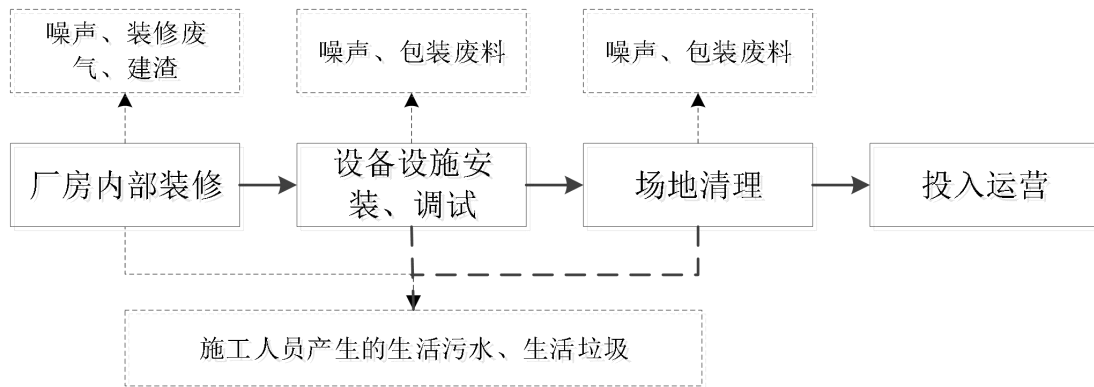 噪声、装修废
气、建渣
噪声、包装废料
噪声、包装废料
厂房内部装修
设备设施安
装、调试
场地清理
投入运营
施工人员产生的生活污水、生活垃圾